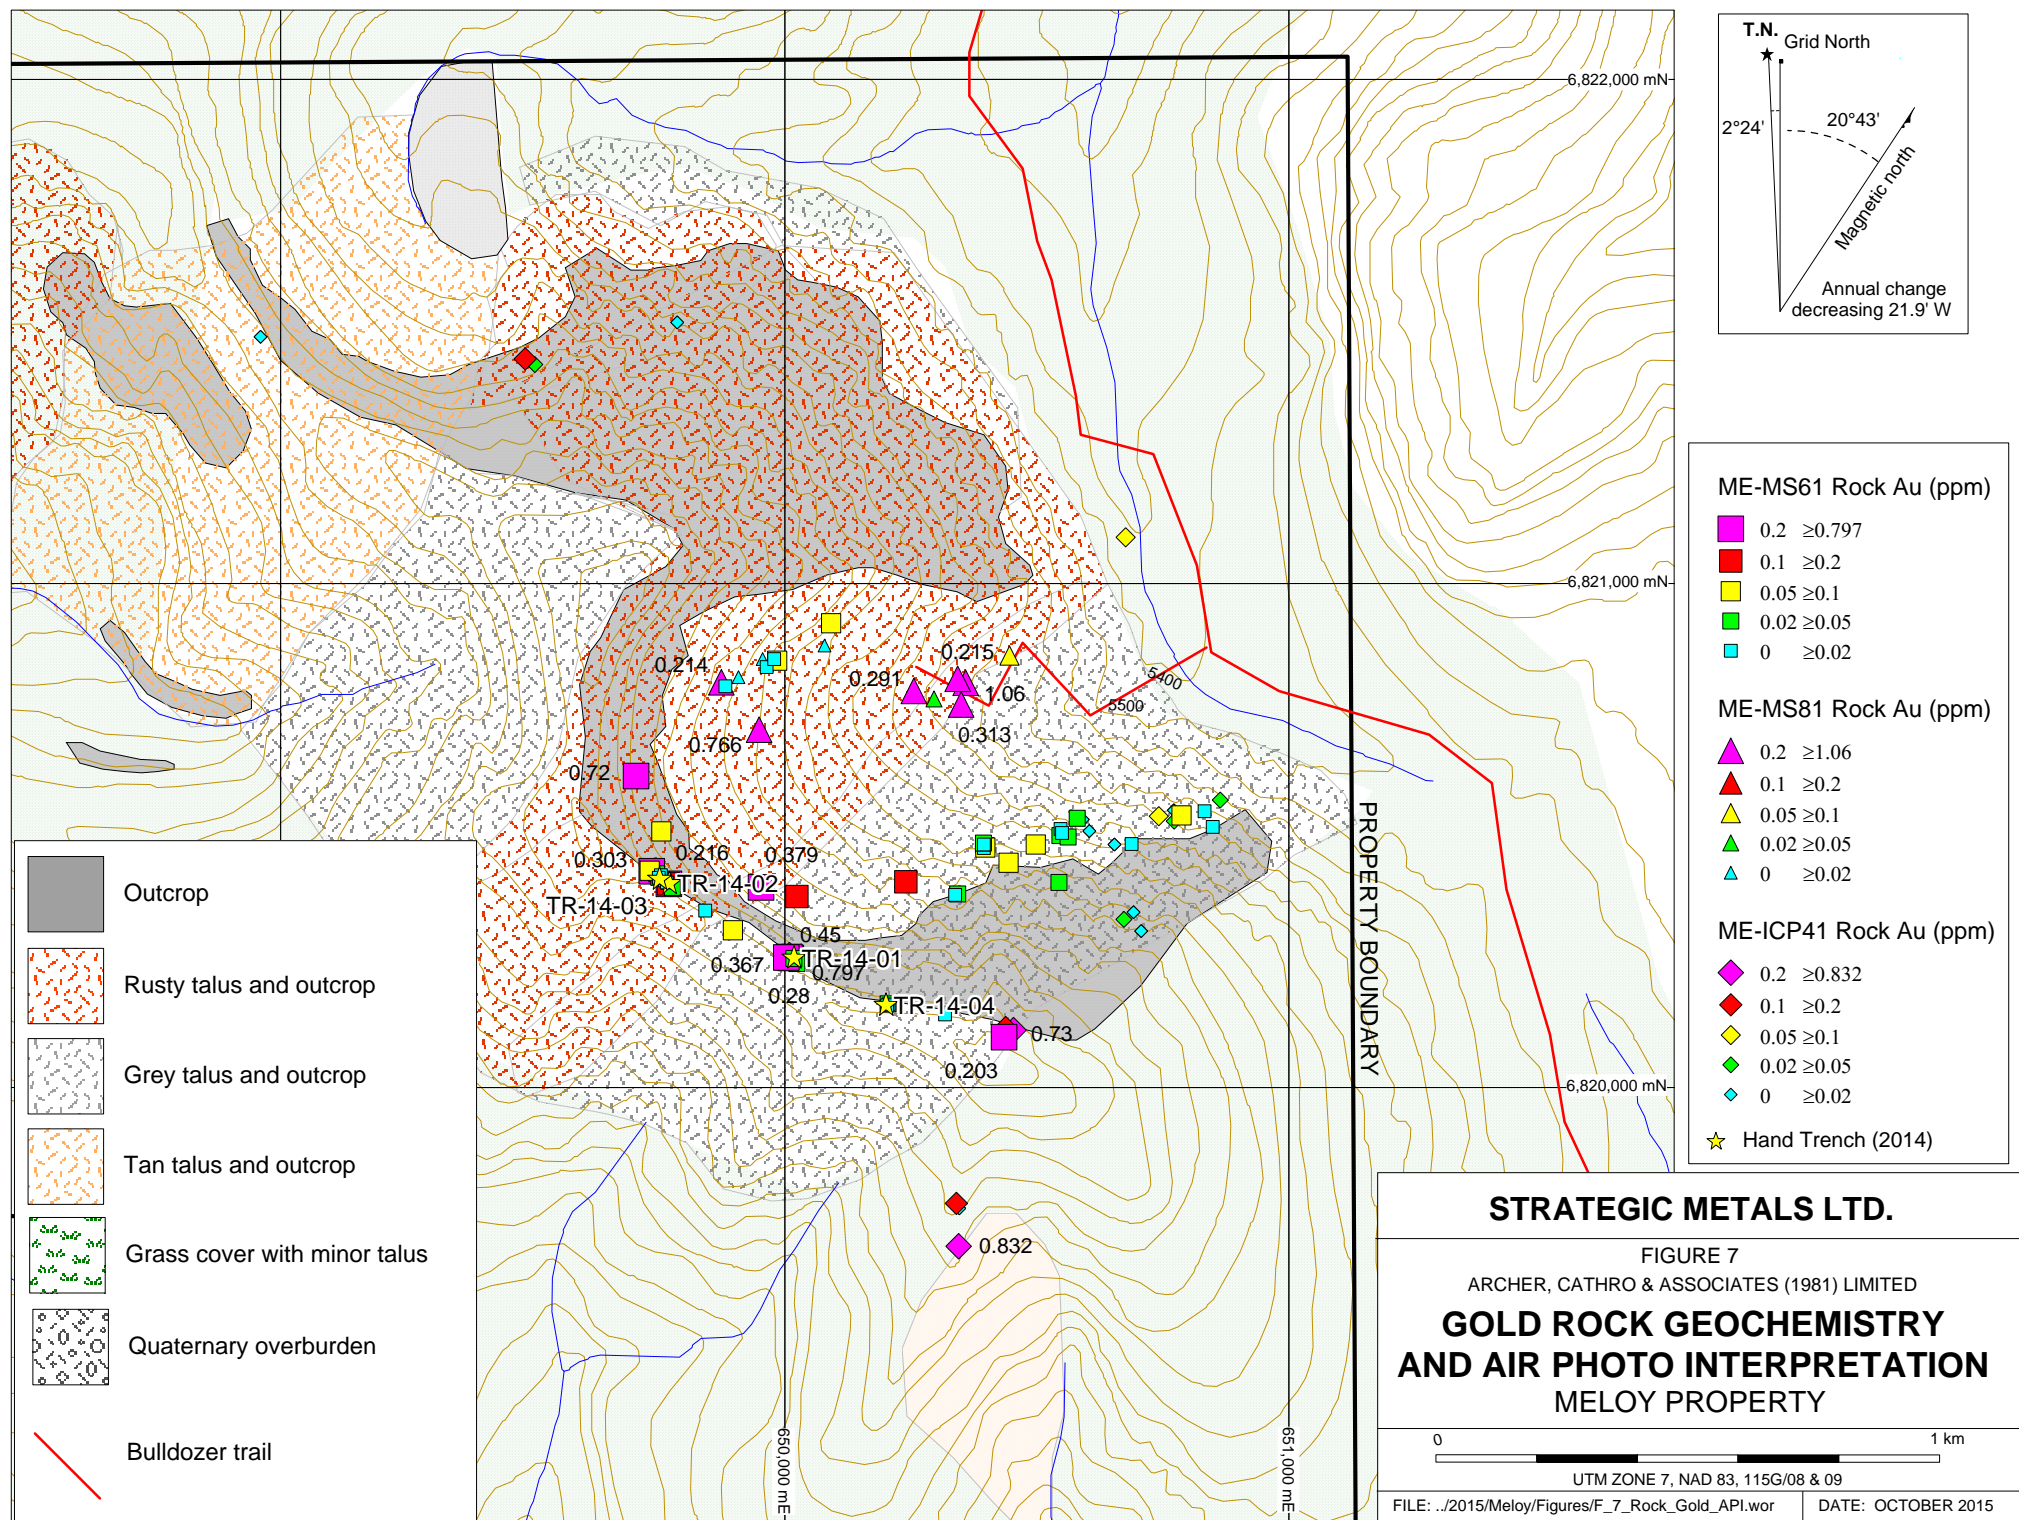 T.N.
Grid North
2°24'
20°43'
Magnetic north
Annual change
decreasing 21.9' W
6,822,000 mN
6,821,000 mN
6,820,000 mN
650,000 mE
651,000 mE
PROPERTY BOUNDARY
5400
5500
0.214
0.215
0.291
1.06
0.313
0.766
0.72
0.303
0.216
0.379
TR-14-02
TR-14-03
0.45
TR-14-01
0.367
0.797
0.28
TR-14-04
0.73
0.203
0.832
ME-MS61 Rock Au (ppm)
0.2 ≥0.797
0.1 ≥0.2
0.05 ≥0.1
0.02 ≥0.05
0 ≥0.02
ME-MS81 Rock Au (ppm)
0.2 ≥1.06
0.1 ≥0.2
0.05 ≥0.1
0.02 ≥0.05
0 ≥0.02
ME-ICP41 Rock Au (ppm)
0.2 ≥0.832
0.1 ≥0.2
0.05 ≥0.1
0.02 ≥0.05
0 ≥0.02
Hand Trench (2014)
Outcrop
Rusty talus and outcrop
Grey talus and outcrop
Tan talus and outcrop
Grass cover with minor talus
Quaternary overburden
Bulldozer trail
STRATEGIC METALS LTD.
FIGURE 7
ARCHER, CATHRO & ASSOCIATES (1981) LIMITED
GOLD ROCK GEOCHEMISTRY
AND AIR PHOTO INTERPRETATION
MELOY PROPERTY
0 1 km
UTM ZONE 7, NAD 83, 115G/08 & 09
FILE: ../2015/Meloy/Figures/F_7_Rock_Gold_API.wor
DATE: OCTOBER 2015